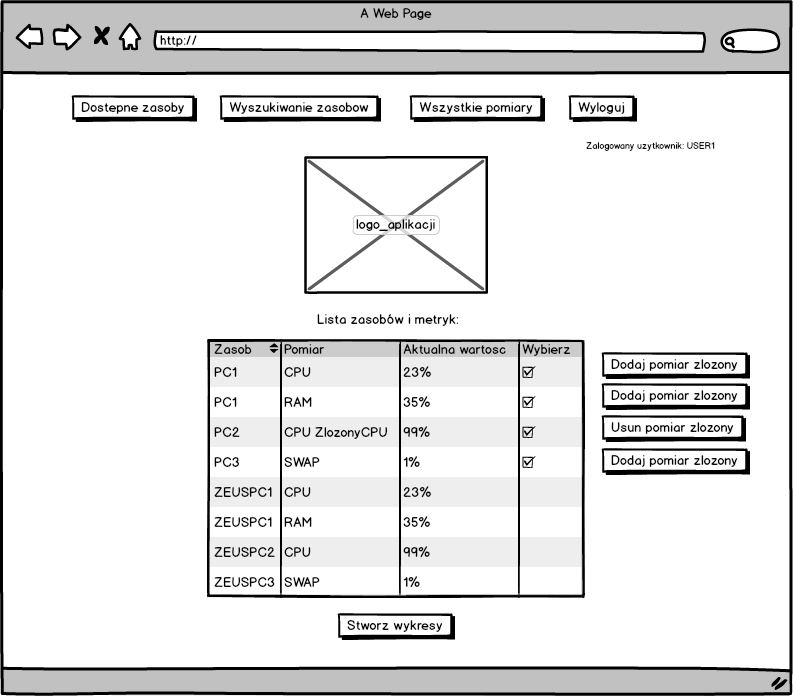 A Web Page
http://
Dostepne zasoby
Wyszukiwanie zasobow
Wszystkie pomiary
Wyloguj
Zalogowany uzytkownik: USER1
logo_aplikacji
Lista zasobów i metryk:
Zasob Pomiar Aktualna wartosc Wybierz
PC1 CPU 23%
PC1 RAM 35%
PC2 CPU ZlozonyCPU 99%
PC3 SWAP 1%
ZEUSPC1 CPU 23%
ZEUSPC1 RAM 35%
ZEUSPC2 CPU 99%
ZEUSPC3 SWAP 1%
Dodaj pomiar zlozony
Dodaj pomiar zlozony
Usun pomiar zlozony
Dodaj pomiar zlozony
Stworz wykresy